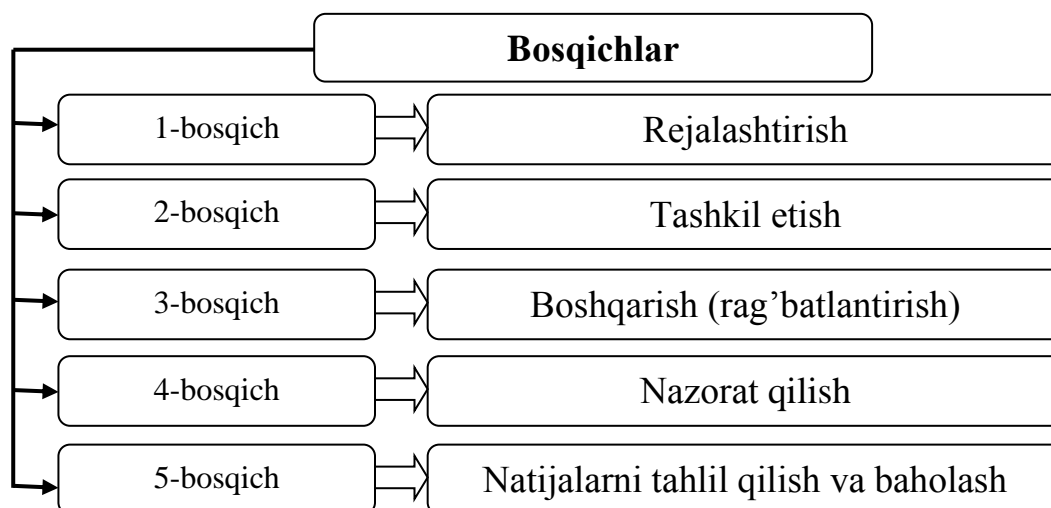 Bosqichlar
1-bosqich
Rejalashtirish
2-bosqich
Tashkil etish
3-bosqich
Boshqarish (rag’batlantirish)
4-bosqich
Nazorat qilish
5-bosqich
Natijalarni tahlil qilish va baholash